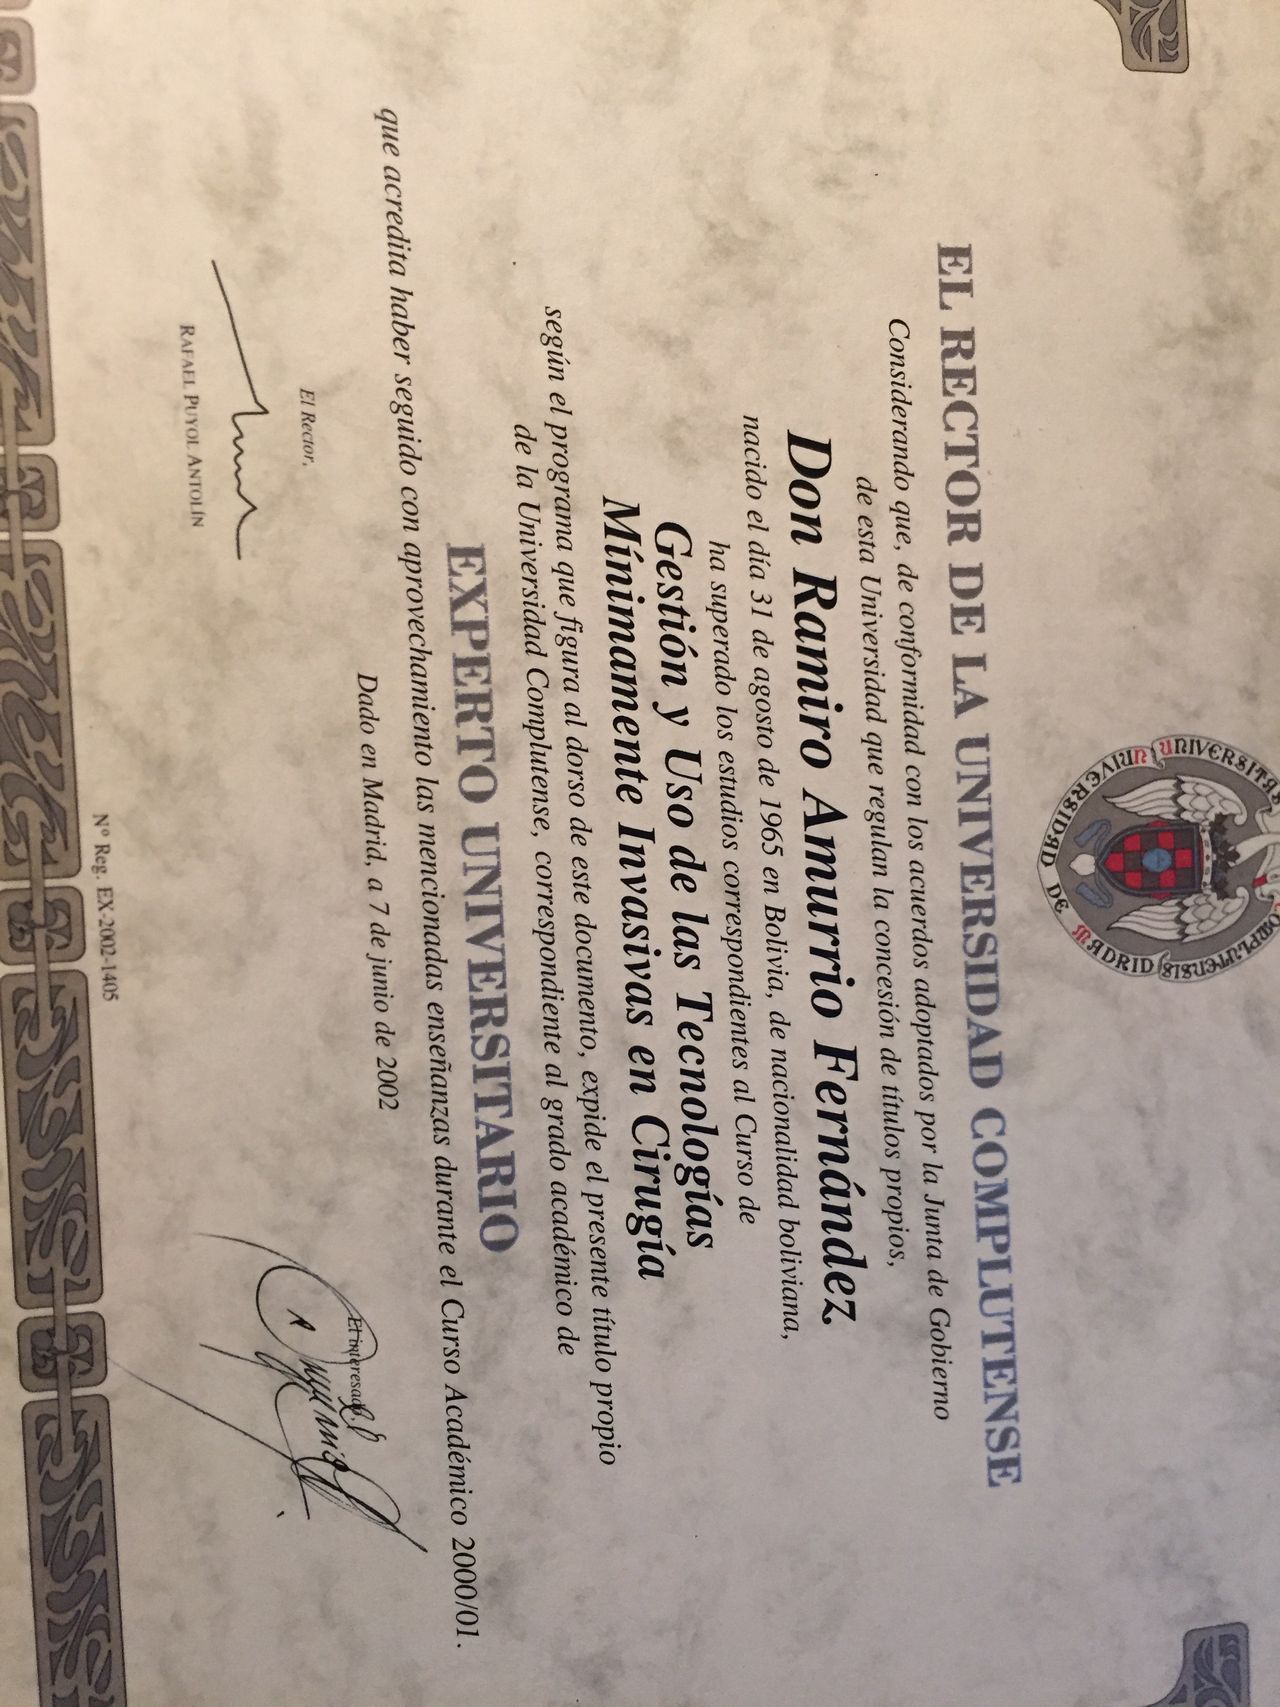 UNIVERSITAS COMPLUTENSIS
UNIVERSIDAD DE MADRID
EL RECTOR DE LA UNIVERSIDAD COMPLUTENSE
Considerando que, de conformidad con los acuerdos adoptados por la Junta de Gobierno
de esta Universidad que regulan la concesión de títulos propios,
Don Ramiro Amurrio Fernández
nacido el día 31 de agosto de 1965 en Bolivia, de nacionalidad boliviana,
ha superado los estudios correspondientes al Curso de
Gestión y Uso de las Tecnologías
Mínimamente Invasivas en Cirugía
según el programa que figura al dorso de este documento, expide el presente título propio
de la Universidad Complutense, correspondiente al grado académico de
EXPERTO UNIVERSITARIO
que acredita haber seguido con aprovechamiento las mencionadas enseñanzas durante el Curso Académico 2000/01.
Dado en Madrid, a 7 de junio de 2002
El Rector,
El interesado,
RAFAEL PUYOL ANTOLÍN
Nº Reg. EX-2002-1405